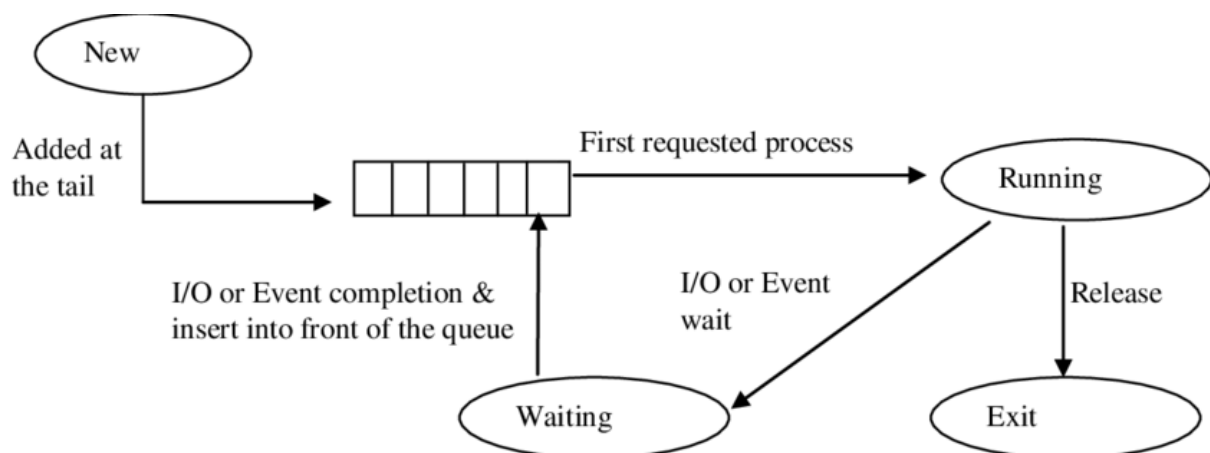 New
Added at
the tail
First requested process
Running
I/O or Event completion &
insert into front of the queue
I/O or Event
wait
Release
Waiting
Exit